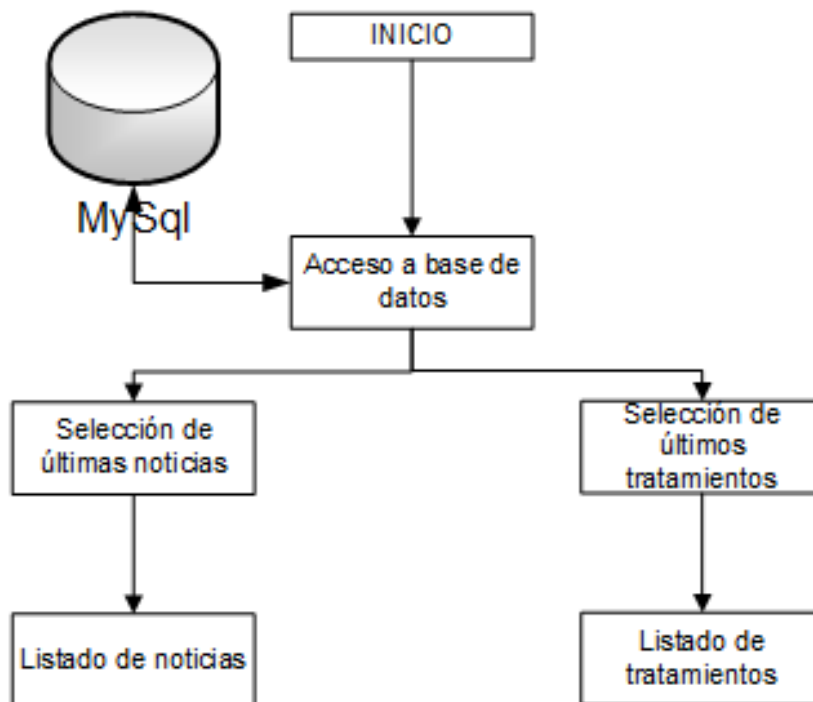 INICIO
MySql
Acceso a base de
datos
Selección de
últimas noticias
Selección de
últimos
tratamientos
Listado de noticias
Listado de
tratamientos